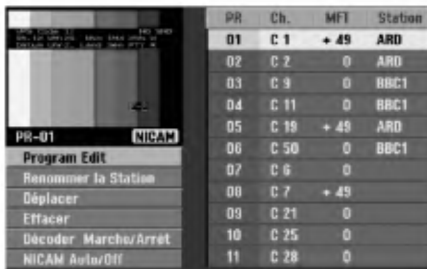 PR-01 NICAM
Program Edit
Renommer la Station
Déplacer
Effacer
Décoder Marche/Arrêt
NICAM Auto/Off
PR Ch. MFT Station
01 C 1 + 49 ARD
02 C 2 0 ARD
03 C 9 0 BBC1
04 C 11 0 BBC1
05 C 19 + 49 ARD
06 C 50 0 BBC1
07 C 6 0
08 C 7 + 49
09 C 21 0
10 C 25 0
11 C 28 0